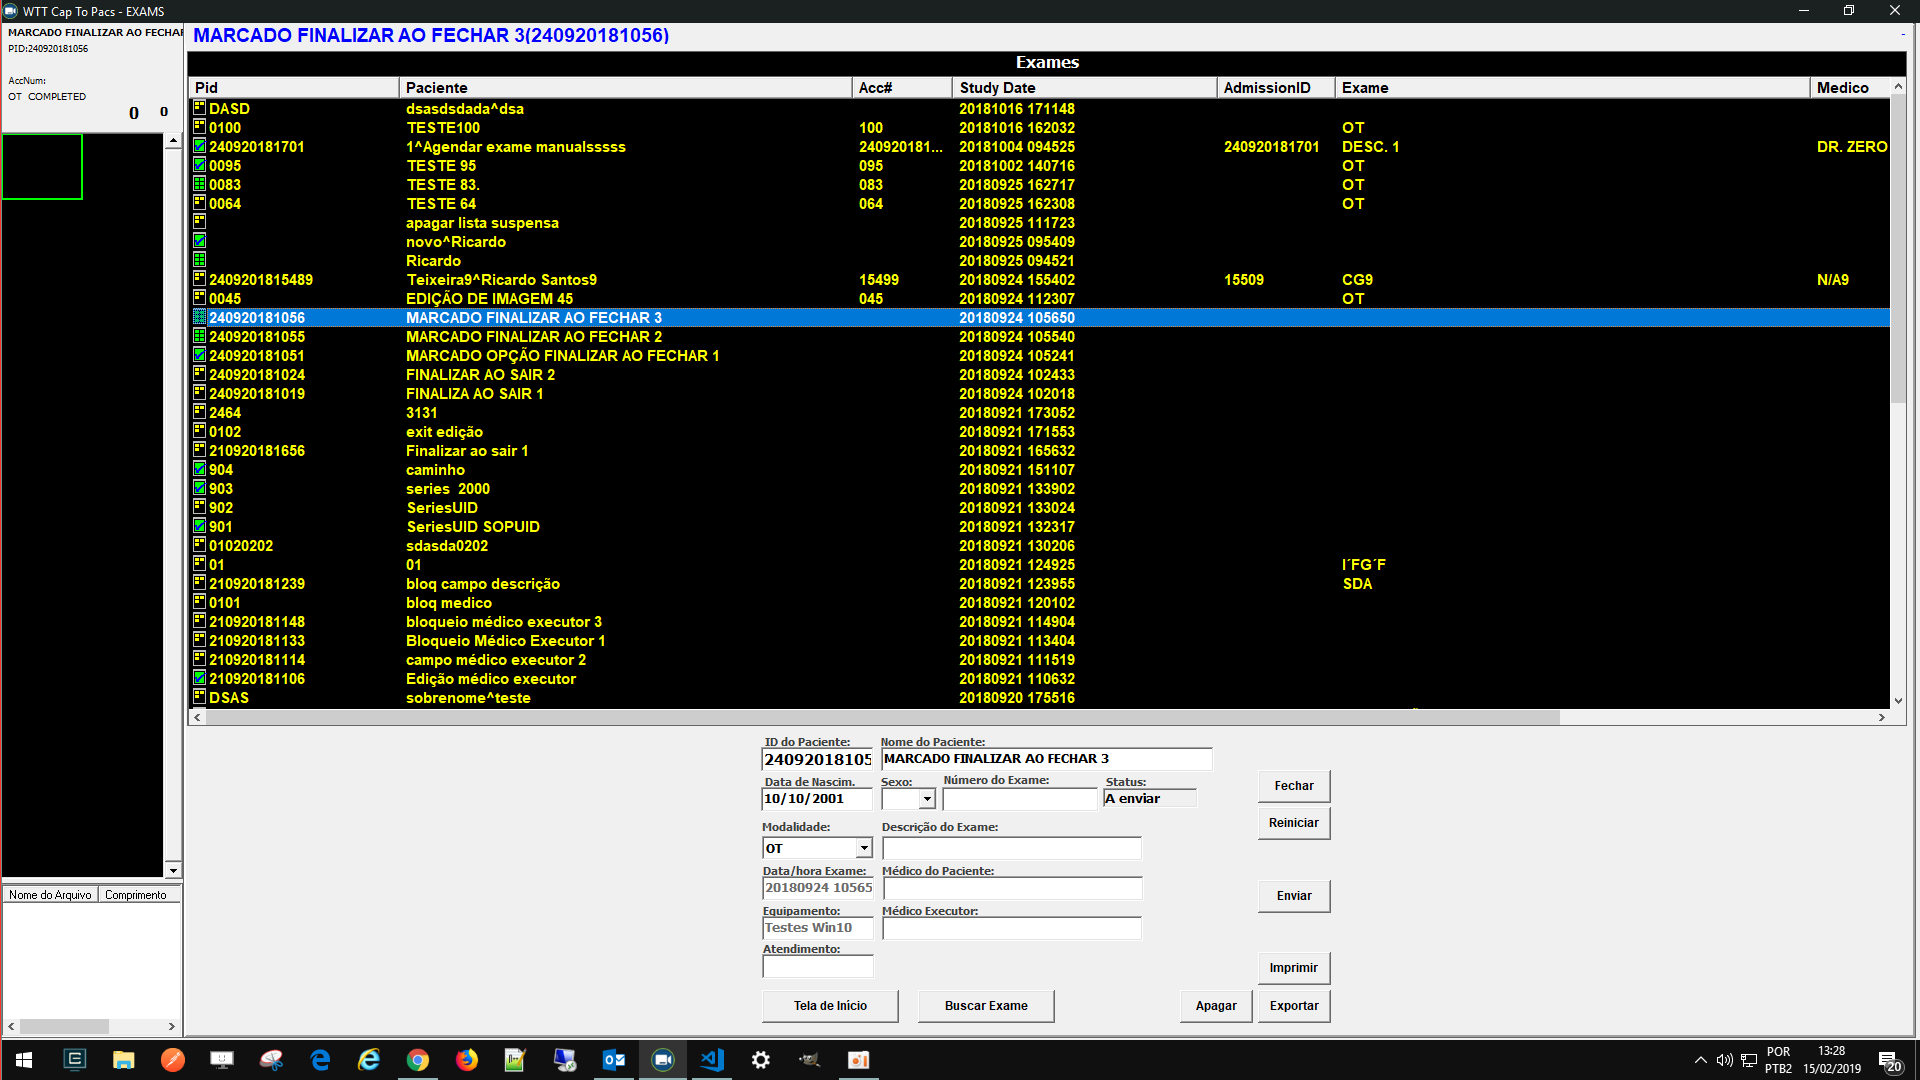 WTT Cap To Pacs - EXAMS
MARCADO FINALIZAR AO FECHAR
PID:240920181056
AccNum:
OT COMPLETED
0 0
MARCADO FINALIZAR AO FECHAR 3(240920181056)
Exames
Pid Paciente Acc# Study Date AdmissionID Exame Medico
DASD dsasdsdada^dsa 20181016 171148
0100 TESTE100 100 20181016 162032 OT
240920181701 1^Agendar exame manualsssss 240920181... 20181004 094525 240920181701 DESC. 1 DR. ZERO
0095 TESTE 95 095 20181002 140716 OT
0083 TESTE 83. 083 20180925 162717 OT
0064 TESTE 64 064 20180925 162308 OT
apagar lista suspensa 20180925 111723
novo^Ricardo 20180925 095409
Ricardo 20180925 094521
2409201815489 Teixeira9^Ricardo Santos9 15499 20180924 155402 15509 CG9 N/A9
0045 EDIÇÃO DE IMAGEM 45 045 20180924 112307 OT
240920181056 MARCADO FINALIZAR AO FECHAR 3 20180924 105650
240920181055 MARCADO FINALIZAR AO FECHAR 2 20180924 105540
240920181051 MARCADO OPÇÃO FINALIZAR AO FECHAR 1 20180924 105241
240920181024 FINALIZAR AO SAIR 2 20180924 102433
240920181019 FINALIZA AO SAIR 1 20180924 102018
2464 3131 20180921 173052
0102 exit edição 20180921 171553
210920181656 Finalizar ao sair 1 20180921 165632
904 caminho 20180921 151107
903 series  2000 20180921 133902
902 SeriesUID 20180921 133024
901 SeriesUID SOPUID 20180921 132317
01020202 sdasda0202 20180921 130206
01 01 20180921 124925 I´FG´F
210920181239 bloq campo descrição 20180921 123955 SDA
0101 bloq medico 20180921 120102
210920181148 bloqueio médico executor 3 20180921 114904
210920181133 Bloqueio Médico Executor 1 20180921 113404
210920181114 campo médico executor 2 20180921 111519
210920181106 Edição médico executor 20180921 110632
DSAS sobrenome^teste 20180920 175516
Nome do Arquivo Comprimento
ID do Paciente: Nome do Paciente:
24092018105 MARCADO FINALIZAR AO FECHAR 3
Data de Nascim. Sexo: Número do Exame: Status:
10/10/2001 A enviar
Modalidade: Descrição do Exame:
OT
Data/hora Exame: Médico do Paciente:
20180924 10565
Equipamento: Médico Executor:
Testes Win10
Atendimento:
Fechar
Reiniciar
Enviar
Imprimir
Tela de Início Buscar Exame Apagar Exportar
POR 13:28
PTB2 15/02/2019 20